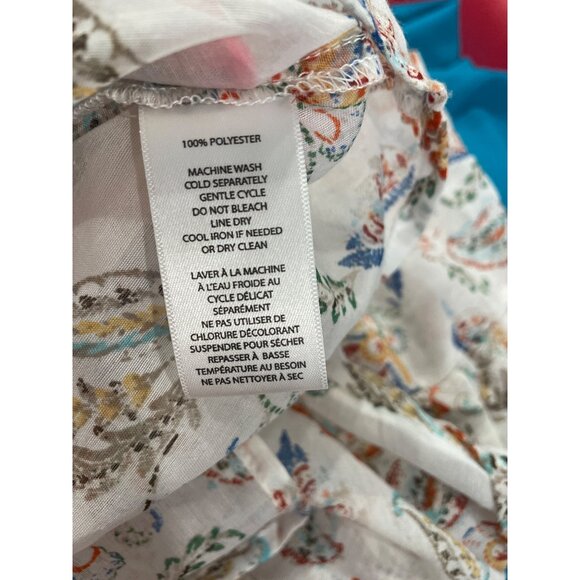 100% POLYESTER
MACHINE WASH
COLD SEPARATELY
GENTLE CYCLE
DO NOT BLEACH
LINE DRY
COOL IRON IF NEEDED
OR DRY CLEAN
LAVER À LA MACHINE
À L'EAU FROIDE AU
CYCLE DÉLICAT
SÉPARÉMENT
NE PAS UTILISER DE
CHLORURE DÉCOLORANT
SUSPENDRE POUR SÉCHER
REPASSER À BASSE
TEMPÉRATURE AU BESOIN
NE PAS NETTOYER À SEC